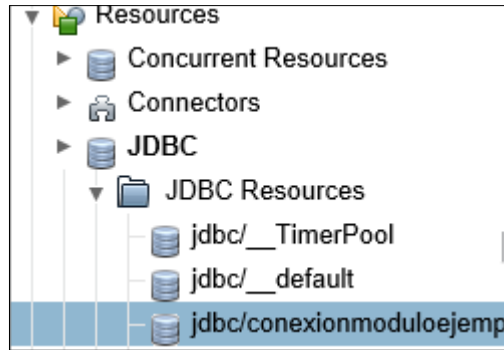 Resources
Concurrent Resources
Connectors
JDBC
JDBC Resources
jdbc/__TimerPool
jdbc/__default
jdbc/conexionmoduloejemp